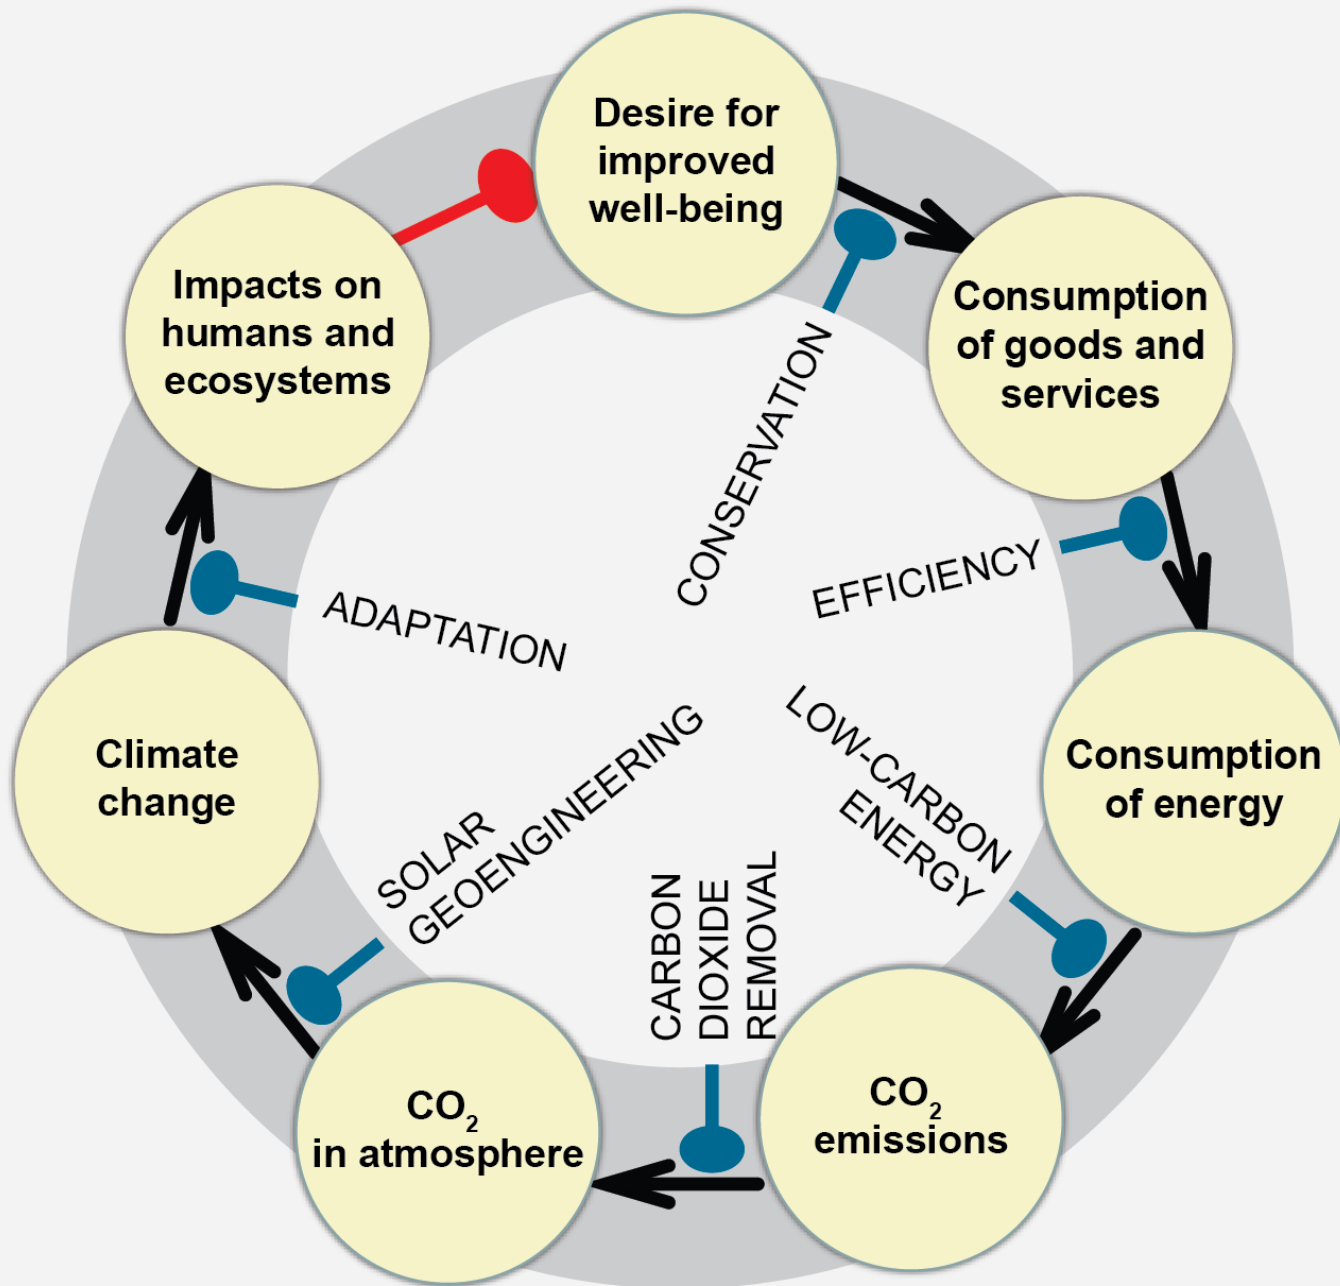 Desire for
improved
well-being
Consumption
of goods and
services
Consumption
of energy
CO₂
emissions
CO₂
in atmosphere
Climate
change
Impacts on
humans and
ecosystems
CONSERVATION
EFFICIENCY
LOW-CARBON
ENERGY
CARBON
DIOXIDE
REMOVAL
SOLAR
GEOENGINEERING
ADAPTATION